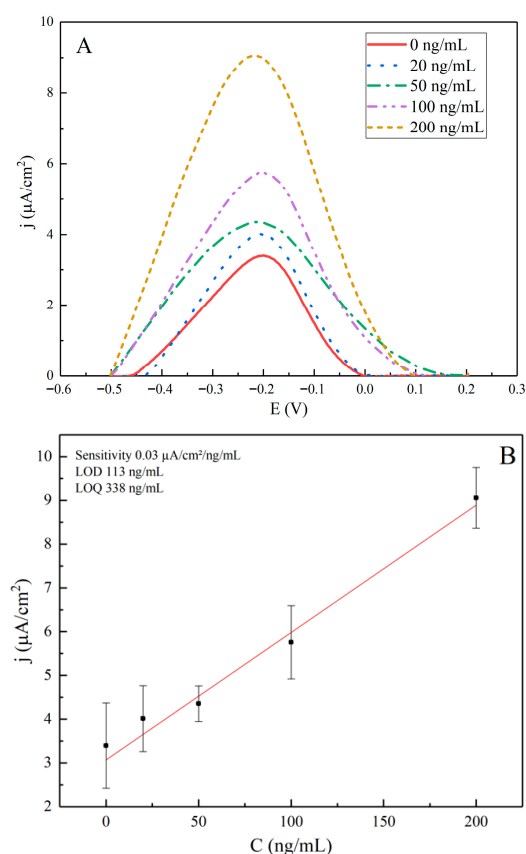 A
0 ng/mL
20 ng/mL
50 ng/mL
100 ng/mL
200 ng/mL
10
8
6
4
2
0
j (μA/cm²)
−0.6 −0.5 −0.4 −0.3 −0.2 −0.1 0.0 0.1 0.2 0.3
E (V)
B
Sensitivity 0.03 μA/cm²/ng/mL
LOD 113 ng/mL
LOQ 338 ng/mL
10
9
8
7
6
5
4
3
2
j (μA/cm²)
0 50 100 150 200
C (ng/mL)